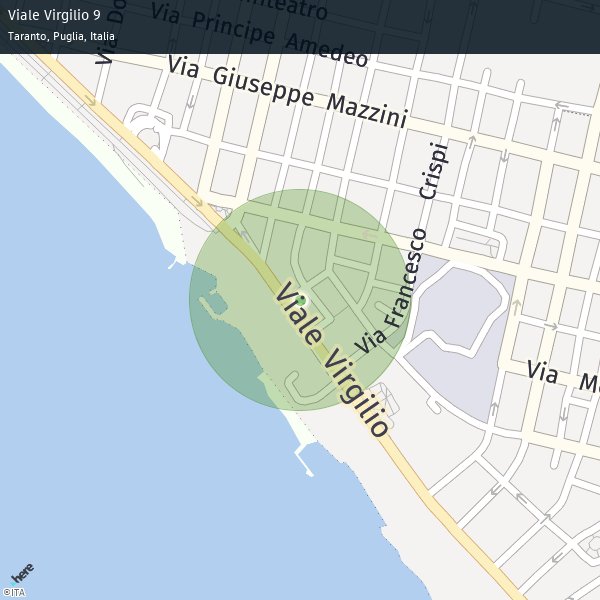 Viale Virgilio 9
Taranto, Puglia, Italia
Via Principe Amedeo
Via Giuseppe Mazzini
Via Francesco Crispi
Viale Virgilio
Via
here
©ITA